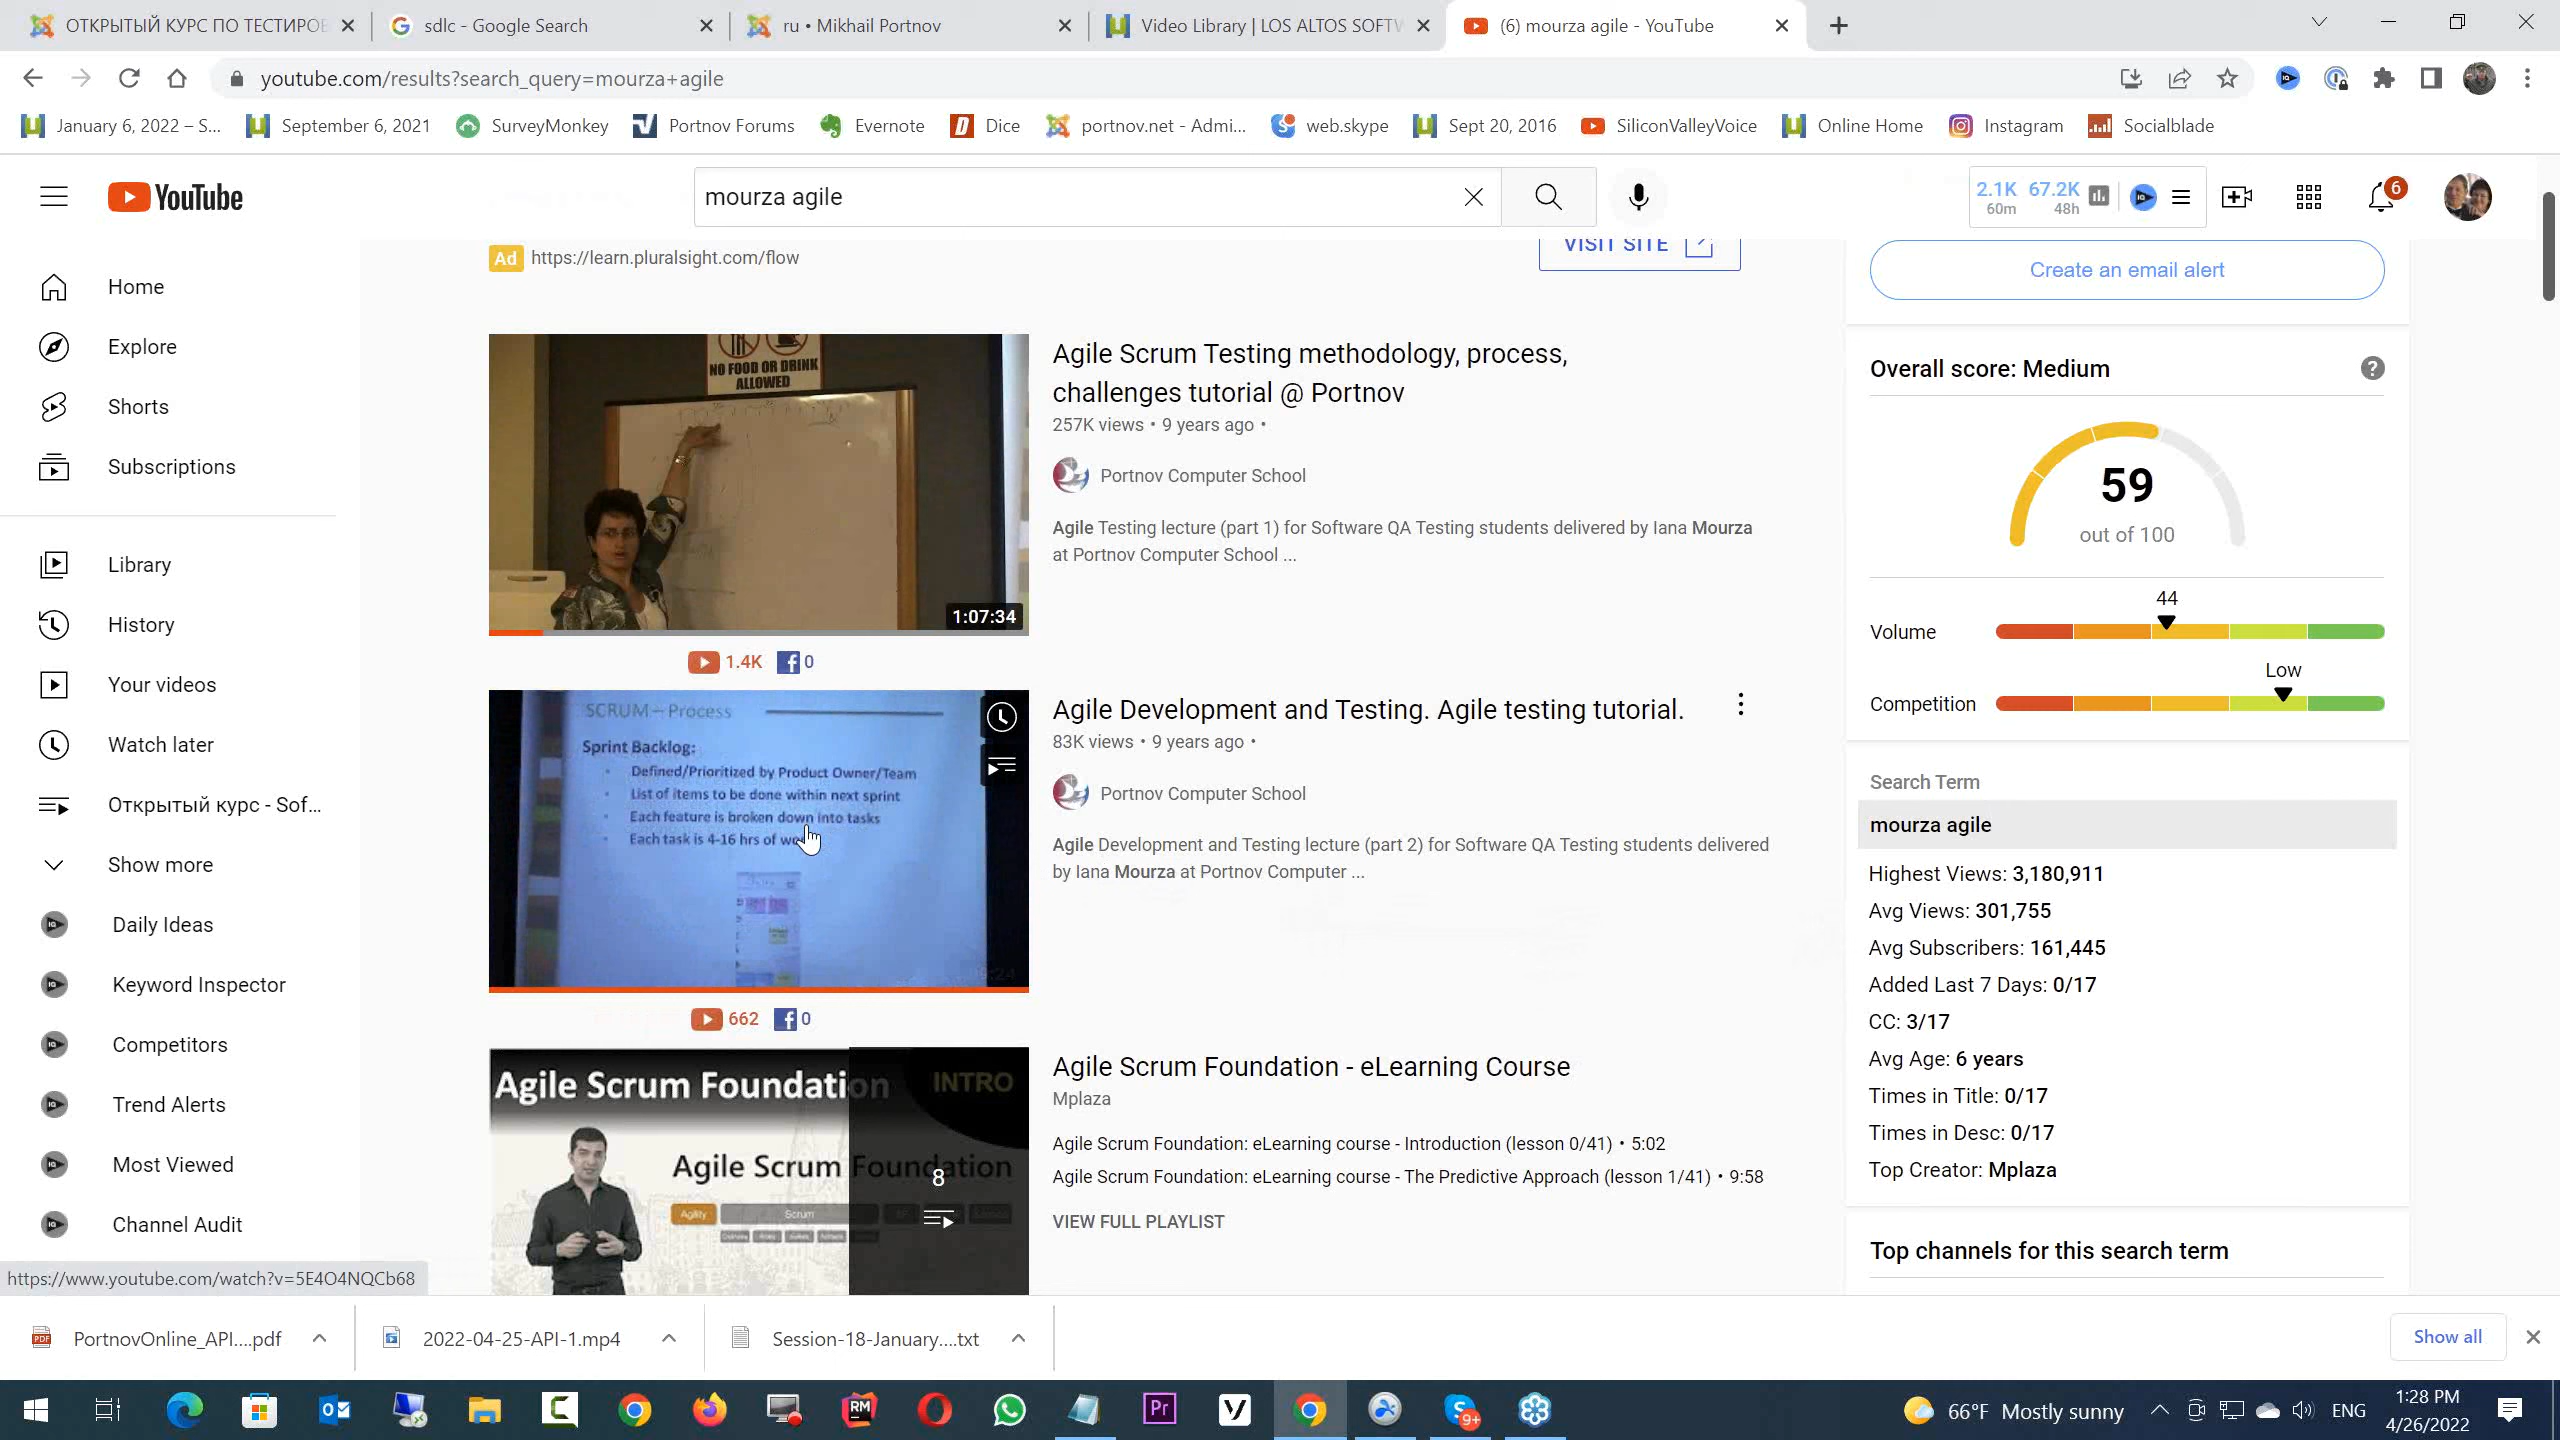 ОТКРЫТЫЙ КУРС ПО ТЕСТИРОВ
sdlc - Google Search
ru • Mikhail Portnov
Video Library | LOS ALTOS SOFTW
(6) mourza agile - YouTube
youtube.com/results?search_query=mourza+agile
January 6, 2022 – S...
September 6, 2021
SurveyMonkey
Portnov Forums
Evernote
Dice
portnov.net - Admi...
web.skype
Sept 20, 2016
SiliconValleyVoice
Online Home
Instagram
Socialblade
YouTube
mourza agile
2.1K 67.2K
60m 48h
6
Home
Explore
Shorts
Subscriptions
Library
History
Your videos
Watch later
Открытый курс - Sof...
Show more
Daily Ideas
Keyword Inspector
Competitors
Trend Alerts
Most Viewed
Channel Audit
https://www.youtube.com/watch?v=5E4O4NQCb68
Ad https://learn.pluralsight.com/flow
VISIT SITE
NO FOOD OR DRINK
ALLOWED
1:07:34
1.4K 0
Agile Scrum Testing methodology, process,
challenges tutorial @ Portnov
257K views • 9 years ago •
Portnov Computer School
Agile Testing lecture (part 1) for Software QA Testing students delivered by Iana Mourza
at Portnov Computer School ...
SCRUM – Process
Sprint Backlog:
Defined/Prioritized by Product Owner/Team
List of items to be done within next sprint
Each feature is broken down into tasks
Each task is 4-16 hrs of
662 0
Agile Development and Testing. Agile testing tutorial.
83K views • 9 years ago •
Portnov Computer School
Agile Development and Testing lecture (part 2) for Software QA Testing students delivered
by Iana Mourza at Portnov Computer ...
Agile Scrum Foundation
INTRO
Agile Scrum Foundation
Agility
Scrum
8
Agile Scrum Foundation - eLearning Course
Mplaza
Agile Scrum Foundation: eLearning course - Introduction (lesson 0/41) • 5:02
Agile Scrum Foundation: eLearning course - The Predictive Approach (lesson 1/41) • 9:58
VIEW FULL PLAYLIST
Create an email alert
Overall score: Medium
59
out of 100
44
Volume
Low
Competition
Search Term
mourza agile
Highest Views: 3,180,911
Avg Views: 301,755
Avg Subscribers: 161,445
Added Last 7 Days: 0/17
CC: 3/17
Avg Age: 6 years
Times in Title: 0/17
Times in Desc: 0/17
Top Creator: Mplaza
Top channels for this search term
PortnovOnline_API....pdf
2022-04-25-API-1.mp4
Session-18-January....txt
Show all
66°F Mostly sunny
ENG
1:28 PM
4/26/2022